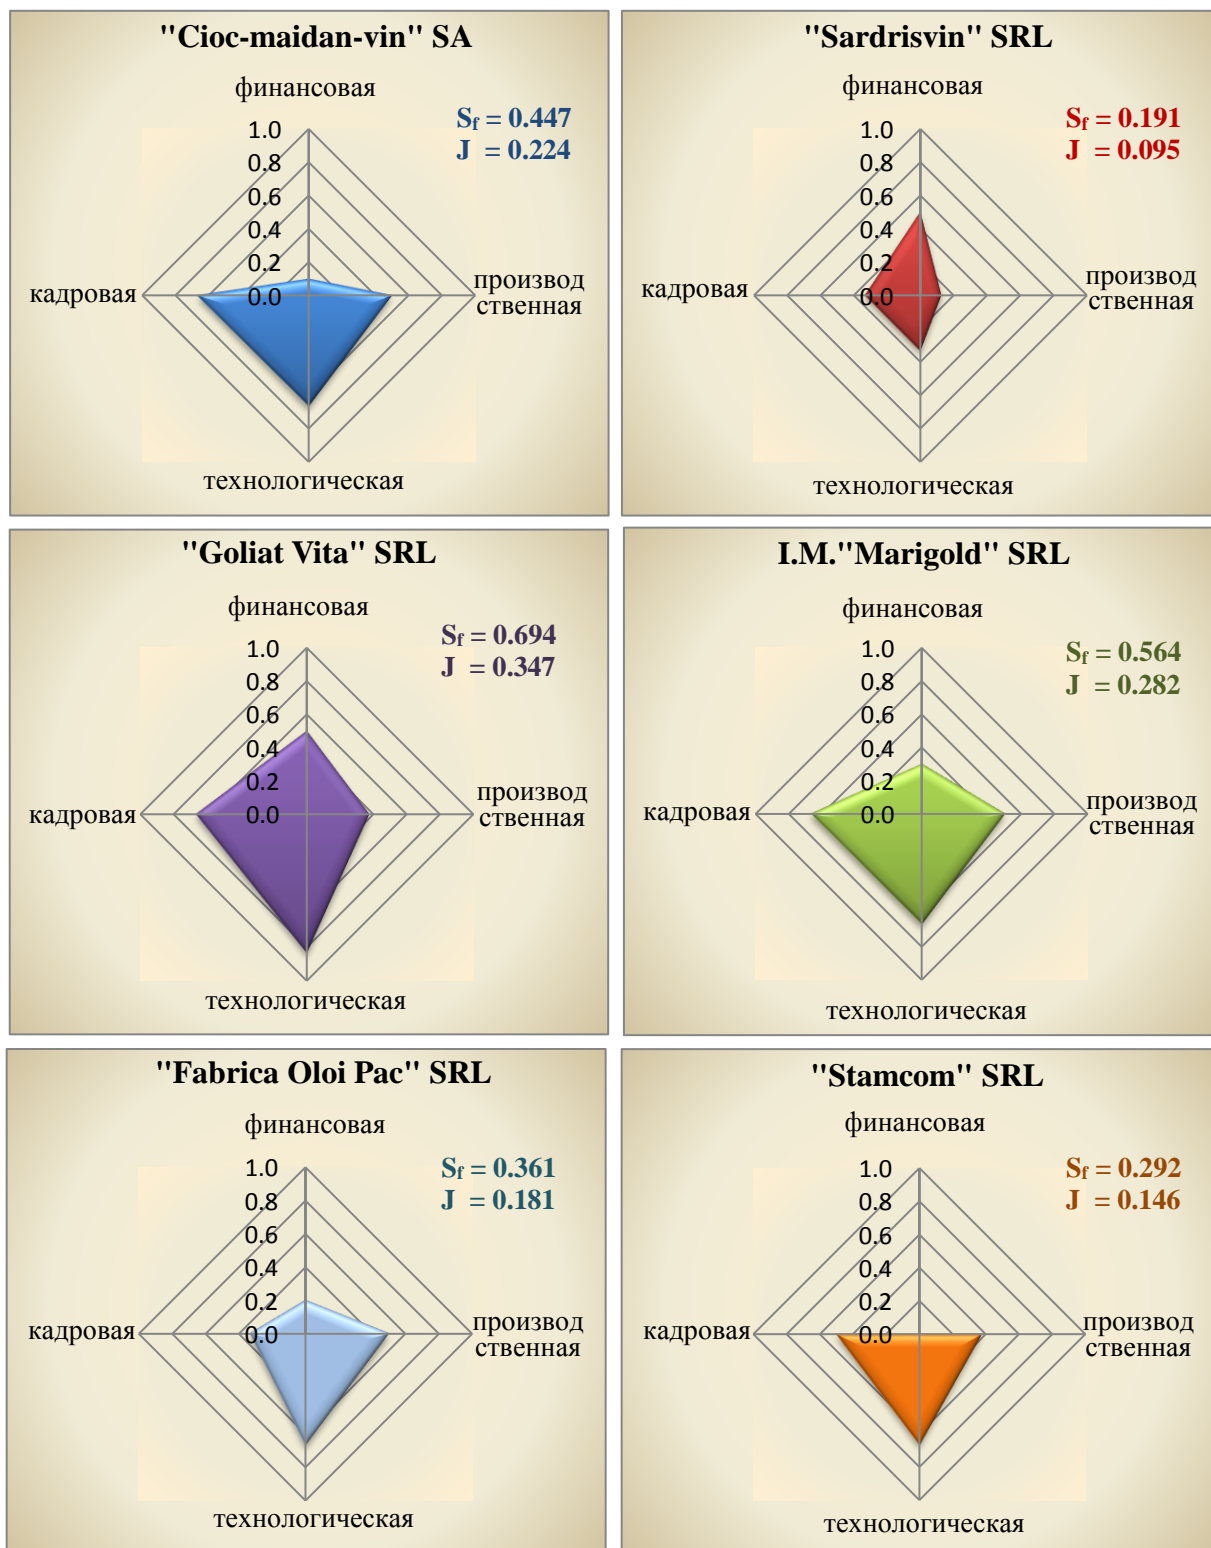 "Cioc-maidan-vin" SA
финансовая
S_f = 0.447
J = 0.224
1.0
0.8
0.6
0.4
0.2
0.0
кадровая
производ
ственная
технологическая
"Sardrisvin" SRL
финансовая
S_f = 0.191
J = 0.095
1.0
0.8
0.6
0.4
0.2
0.0
кадровая
производ
ственная
технологическая
"Goliat Vita" SRL
финансовая
S_f = 0.694
J = 0.347
1.0
0.8
0.6
0.4
0.2
0.0
кадровая
производ
ственная
технологическая
I.M."Marigold" SRL
финансовая
S_f = 0.564
J = 0.282
1.0
0.8
0.6
0.4
0.2
0.0
кадровая
производ
ственная
технологическая
"Fabrica Oloi Pac" SRL
финансовая
S_f = 0.361
J = 0.181
1.0
0.8
0.6
0.4
0.2
0.0
кадровая
производ
ственная
технологическая
"Stamcom" SRL
финансовая
S_f = 0.292
J = 0.146
1.0
0.8
0.6
0.4
0.2
0.0
кадровая
производ
ственная
технологическая